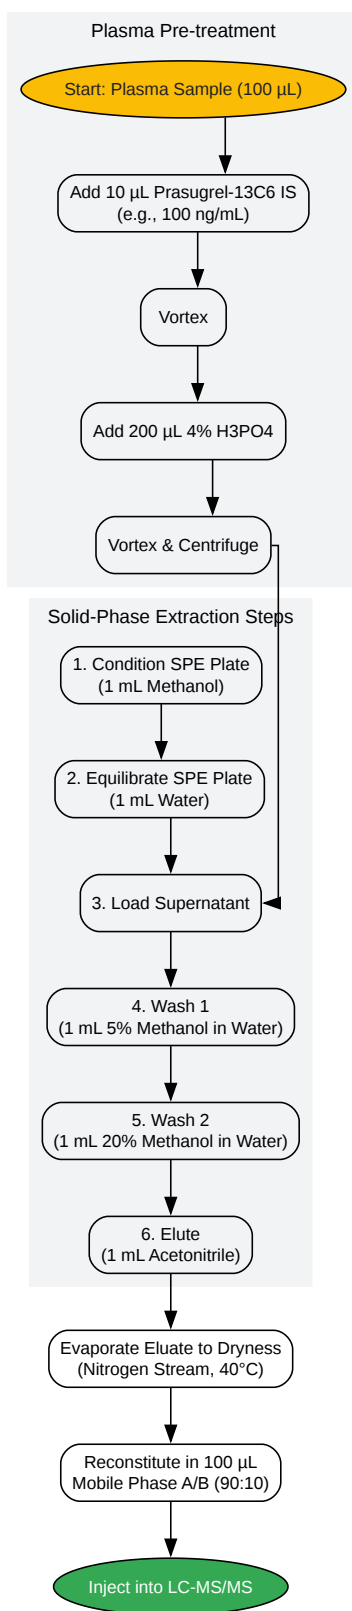 Plasma Pre-treatment
Start: Plasma Sample (100 µL)
Add 10 µL Prasugrel-13C6 IS
(e.g., 100 ng/mL)
Vortex
Add 200 µL 4% H3PO4
Vortex & Centrifuge
Solid-Phase Extraction Steps
1. Condition SPE Plate
(1 mL Methanol)
2. Equilibrate SPE Plate
(1 mL Water)
3. Load Supernatant
4. Wash 1
(1 mL 5% Methanol in Water)
5. Wash 2
(1 mL 20% Methanol in Water)
6. Elute
(1 mL Acetonitrile)
Evaporate Eluate to Dryness
(Nitrogen Stream, 40°C)
Reconstitute in 100 µL
Mobile Phase A/B (90:10)
Inject into LC-MS/MS